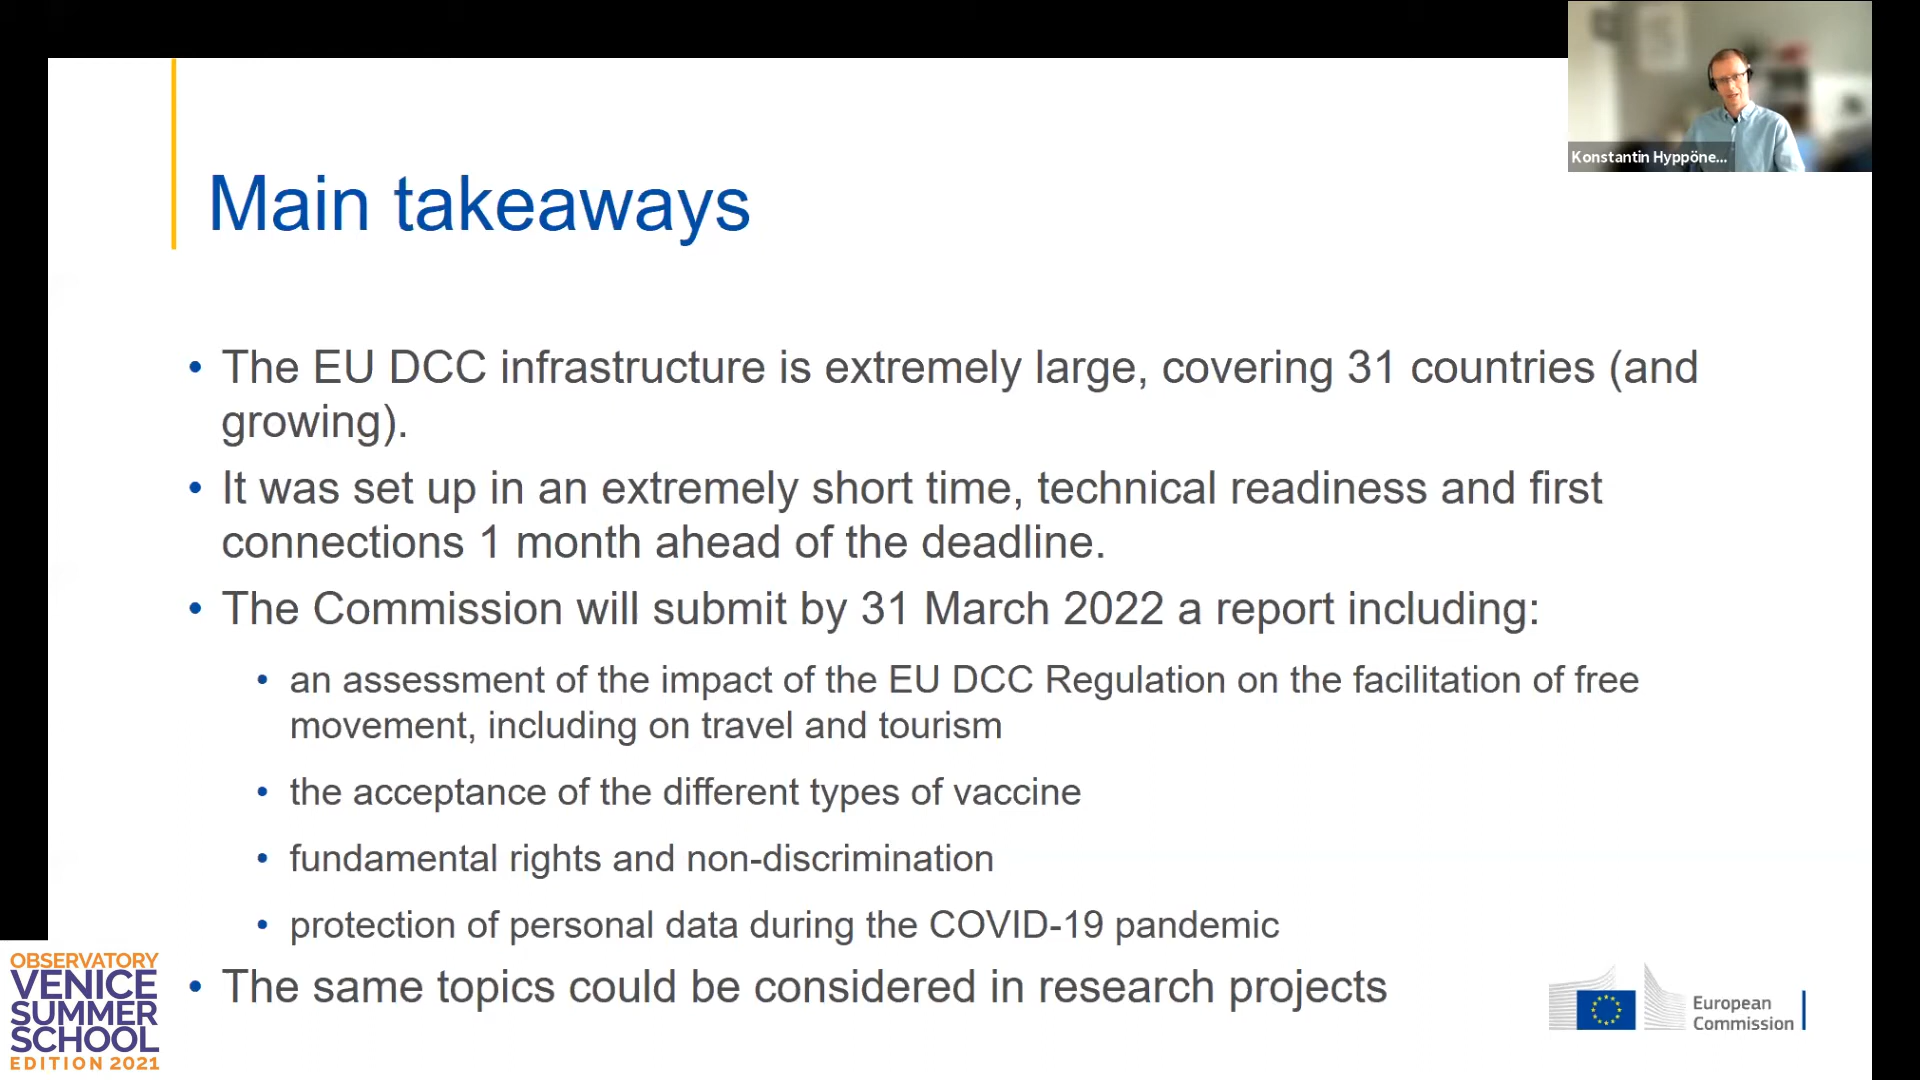 Konstantin Hyppöne...
Main takeaways
• The EU DCC infrastructure is extremely large, covering 31 countries (and
growing).
• It was set up in an extremely short time, technical readiness and first
connections 1 month ahead of the deadline.
• The Commission will submit by 31 March 2022 a report including:
• an assessment of the impact of the EU DCC Regulation on the facilitation of free
movement, including on travel and tourism
• the acceptance of the different types of vaccine
• fundamental rights and non-discrimination
• protection of personal data during the COVID-19 pandemic
• The same topics could be considered in research projects
OBSERVATORY
VENICE
SUMMER
SCHOOL
EDITION 2021
European
Commission